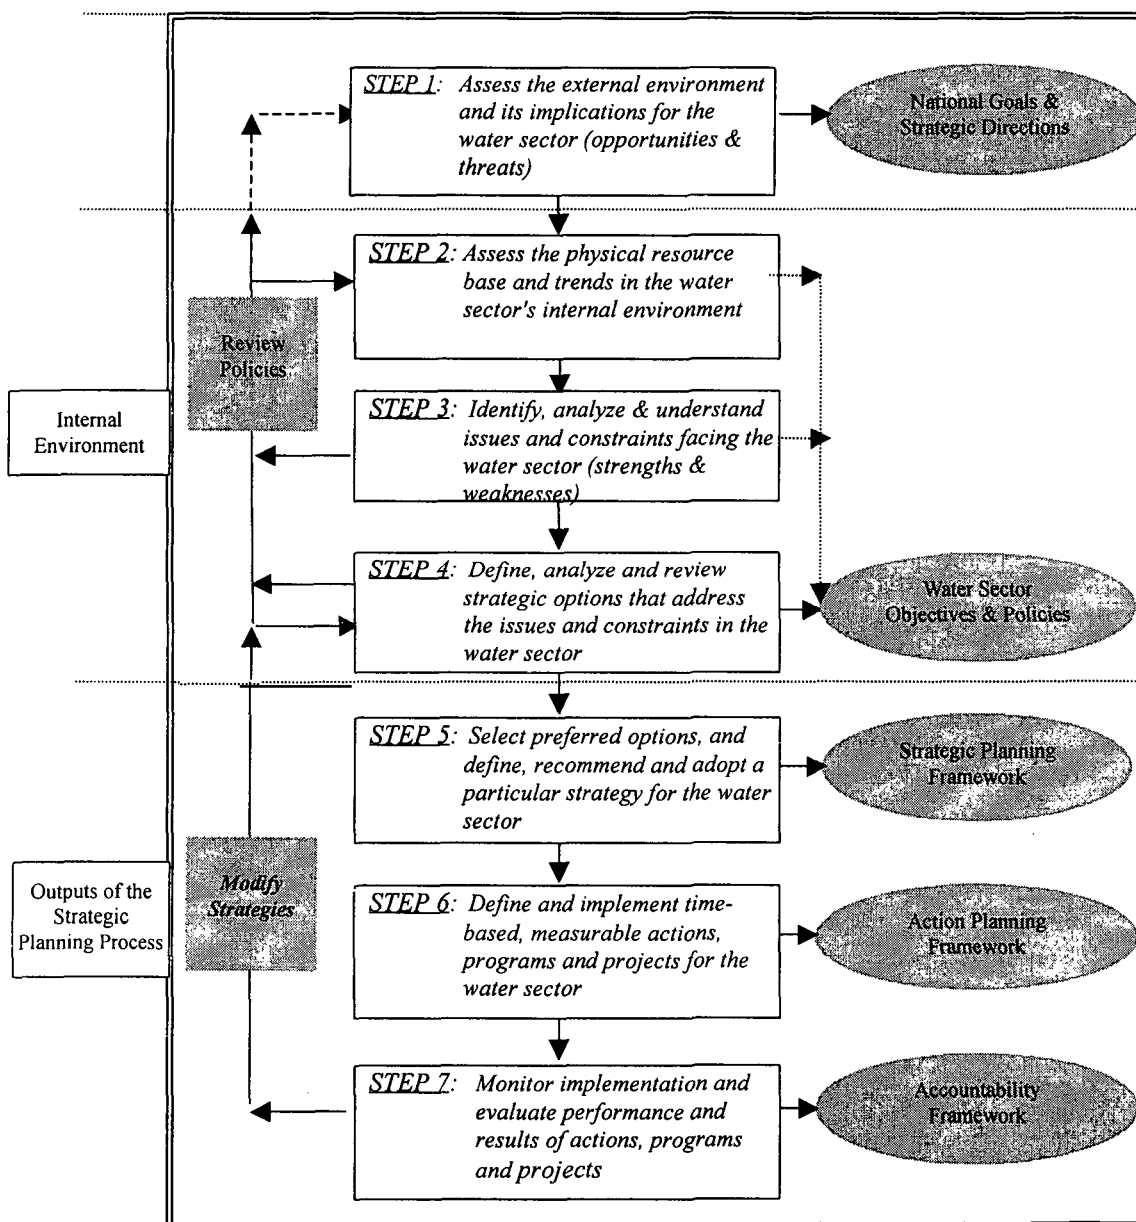 STEP 1: Assess the external environment
and its implications for the
water sector (opportunities &
threats)
National Goals &
Strategic Directions
STEP 2: Assess the physical resource
base and trends in the water
sector's internal environment
Review
Policies
Internal
Environment
STEP 3: Identify, analyze & understand
issues and constraints facing the
water sector (strengths &
weaknesses)
STEP 4: Define, analyze and review
strategic options that address
the issues and constraints in the
water sector
Water Sector
Objectives & Policies
STEP 5: Select preferred options, and
define, recommend and adopt a
particular strategy for the water
sector
Strategic Planning
Framework
Modify
Strategies
Outputs of the
Strategic
Planning Process
STEP 6: Define and implement time-
based, measurable actions,
programs and projects for the
water sector
Action Planning
Framework
STEP 7: Monitor implementation and
evaluate performance and
results of actions, programs
and projects
Accountability
Framework